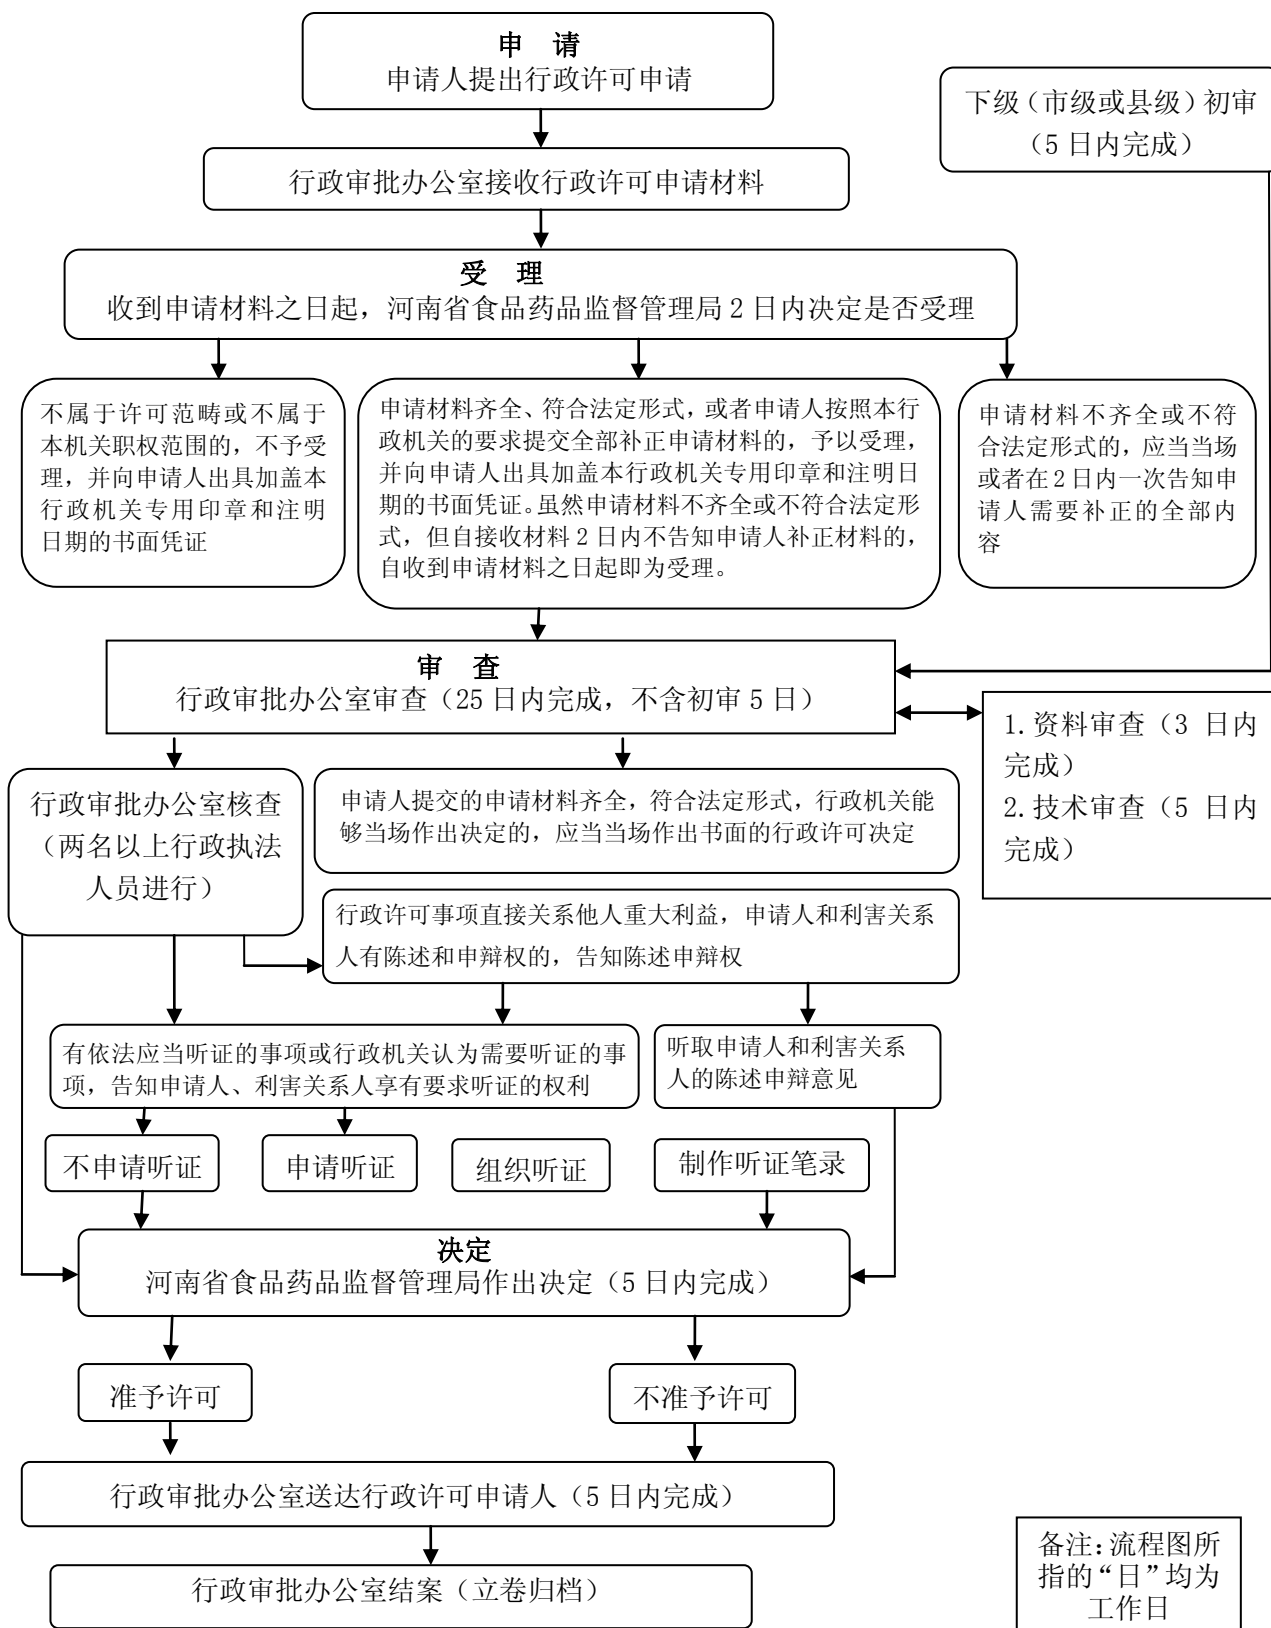 申 请
申请人提出行政许可申请
下级（市级或县级）初审
（5 日内完成）
行政审批办公室接收行政许可申请材料
受 理
收到申请材料之日起，河南省食品药品监督管理局 2 日内决定是否受理
不属于许可范畴或不属于
本机关职权范围的，不予受
理，并向申请人出具加盖本
行政机关专用印章和注明
日期的书面凭证
申请材料齐全、符合法定形式，或者申请人按照本行
政机关的要求提交全部补正申请材料的，予以受理，
并向申请人出具加盖本行政机关专用印章和注明日
期的书面凭证。虽然申请材料不齐全或不符合法定形
式，但自接收材料 2 日内不告知申请人补正材料的，
自收到申请材料之日起即为受理。
申请材料不齐全或不符
合法定形式的，应当当场
或者在 2 日内一次告知申
请人需要补正的全部内
容
审 查
行政审批办公室审查（25 日内完成，不含初审 5 日）
1.资料审查（3 日内
完成）
2.技术审查（5 日内
完成）
行政审批办公室核查
（两名以上行政执法
人员进行）
申请人提交的申请材料齐全，符合法定形式，行政机关能
够当场作出决定的，应当当场作出书面的行政许可决定
行政许可事项直接关系他人重大利益，申请人和利害关系
人有陈述和申辩权的，告知陈述申辩权
有依法应当听证的事项或行政机关认为需要听证的事
项，告知申请人、利害关系人享有要求听证的权利
听取申请人和利害关系
人的陈述申辩意见
不申请听证
申请听证
组织听证
制作听证笔录
决定
河南省食品药品监督管理局作出决定（5 日内完成）
准予许可
不准予许可
行政审批办公室送达行政许可申请人（5 日内完成）
行政审批办公室结案（立卷归档）
备注：流程图所
指的“日”均为
工作日